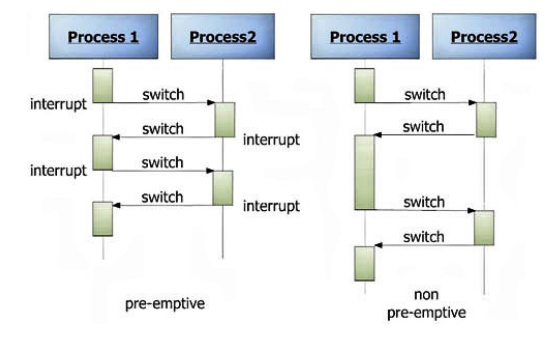 Process 1
Process2
switch
interrupt
switch
interrupt
switch
interrupt
switch
interrupt
pre-emptive
Process 1
Process2
switch
switch
switch
switch
non
pre-emptive